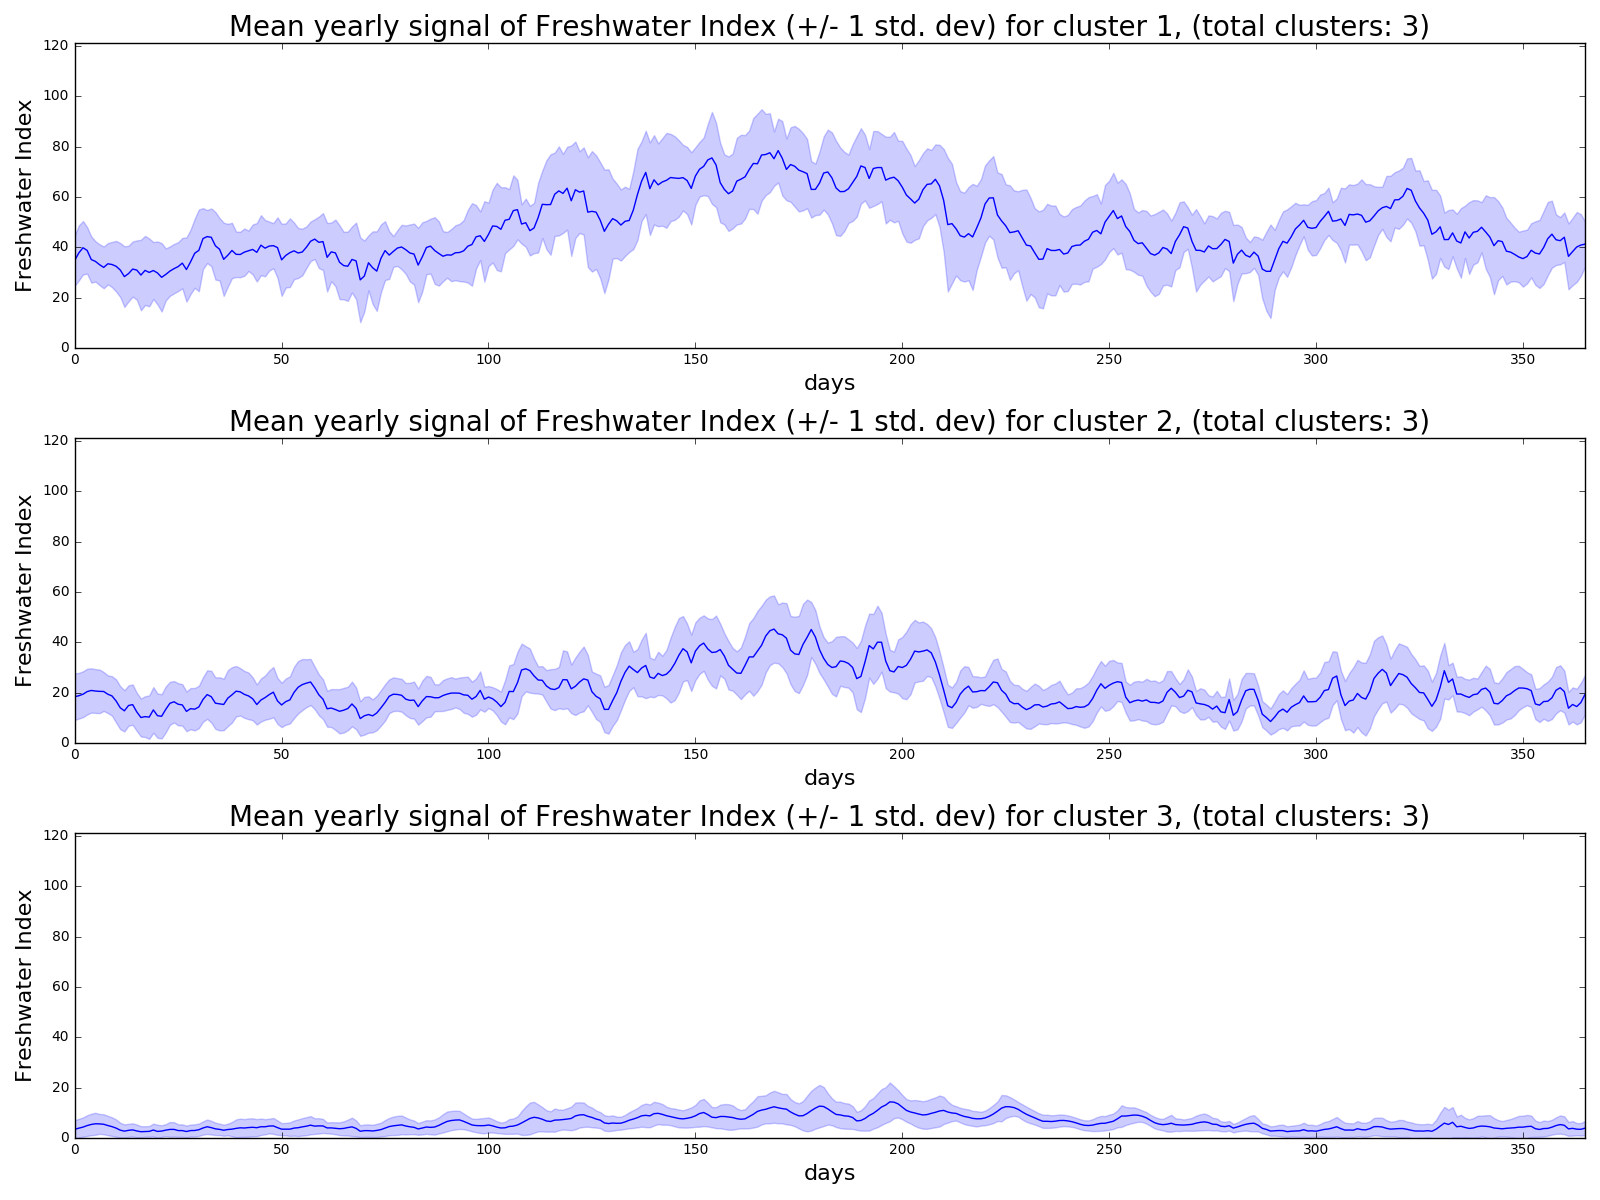 Mean yearly signal of Freshwater Index (+/- 1 std. dev) for cluster 1, (total clusters: 3)
120
100
80
60
40
20
0
Freshwater Index
0 50 100 150 200 250 300 350
days
Mean yearly signal of Freshwater Index (+/- 1 std. dev) for cluster 2, (total clusters: 3)
120
100
80
60
40
20
0
Freshwater Index
0 50 100 150 200 250 300 350
days
Mean yearly signal of Freshwater Index (+/- 1 std. dev) for cluster 3, (total clusters: 3)
120
100
80
60
40
20
0
Freshwater Index
0 50 100 150 200 250 300 350
days